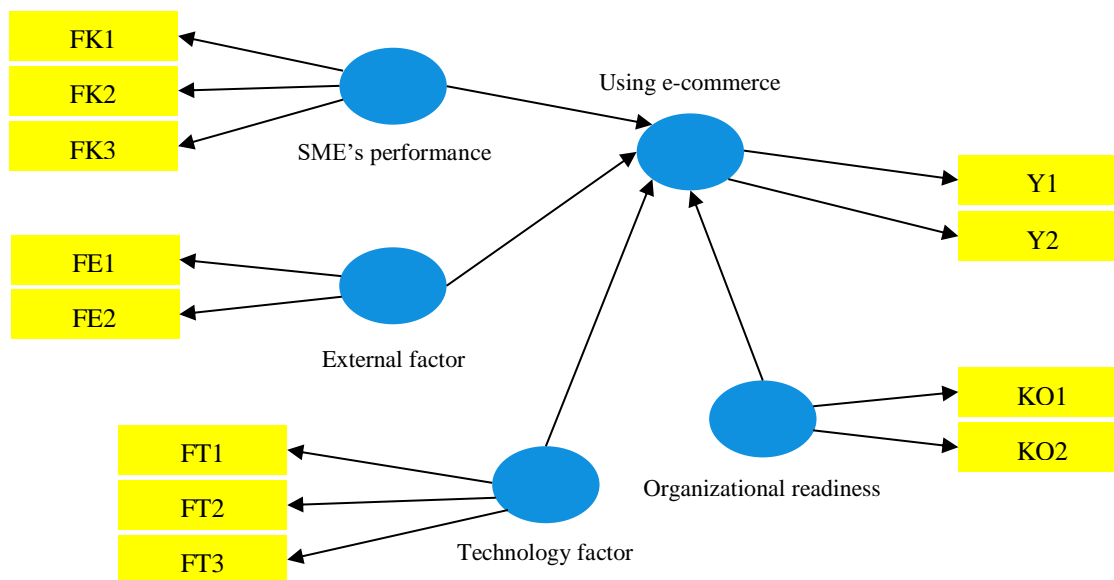 FK1
FK2
FK3
SME’s performance
Using e-commerce
Y1
Y2
FE1
FE2
External factor
KO1
KO2
Organizational readiness
FT1
FT2
FT3
Technology factor